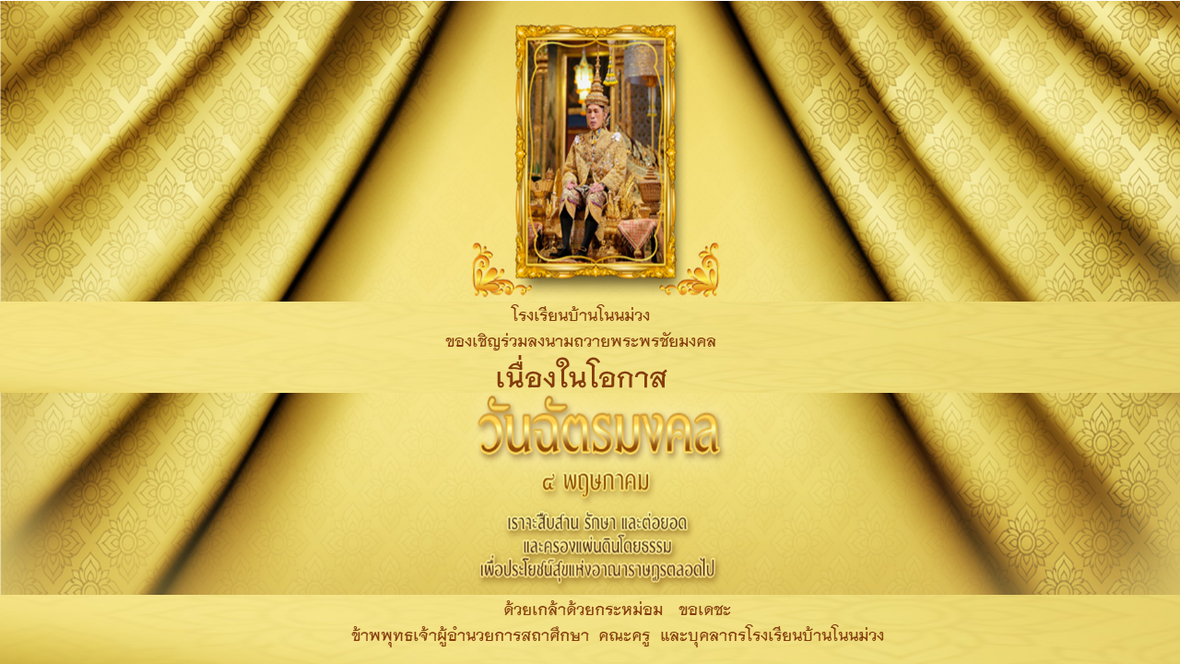 โรงเรียนบ้านโนนม่วง
ของเชิญร่วมลงนามถวายพระพรชัยมงคล
เนื่องในโอกาส
วันฉัตรมงคล
๔ พฤษภาคม
เราจะสืบสาน รักษา และต่อยอด
และครองแผ่นดินโดยธรรม
เพื่อประโยชน์สุขแห่งอาณาราษฎรตลอดไป
ด้วยเกล้าด้วยกระหม่อม ขอเดชะ
ข้าพพุทธเจ้าผู้อำนวยการสถาศึกษา คณะครู และบุคลากรโรงเรียนบ้านโนนม่วง